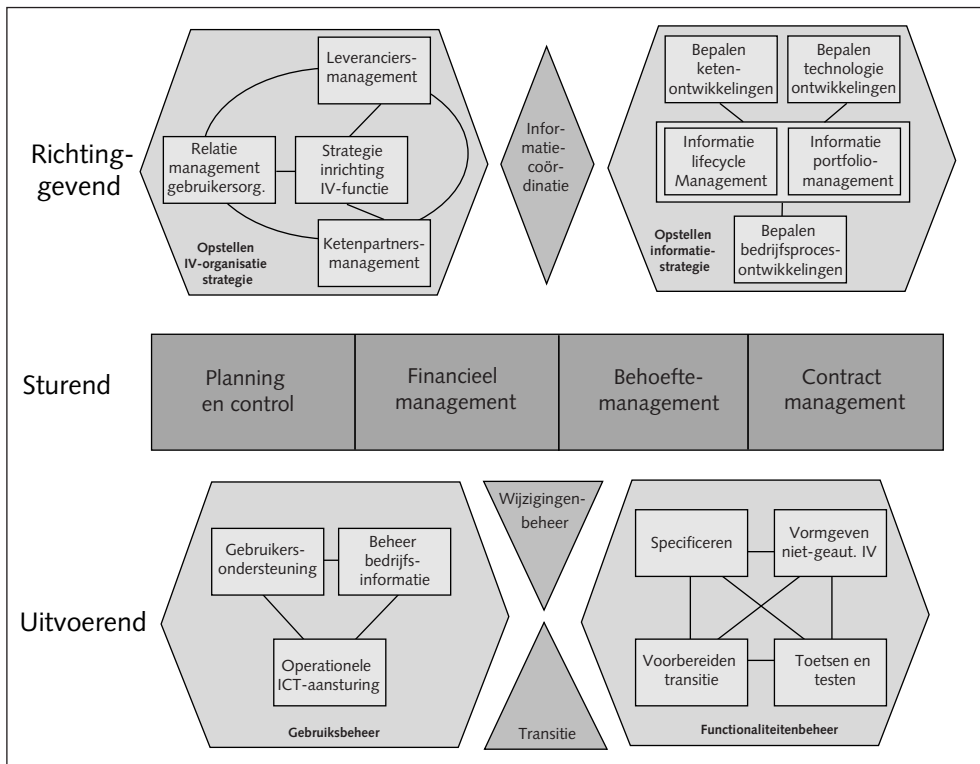 Richting-
gevend
Leveranciers-
management
Relatie
management
gebruikersorg.
Strategie
inrichting
IV-functie
Ketenpartners-
management
Opstellen
IV-organisatie
strategie
Infor-
matie-
coör-
dinatie
Bepalen
keten-
ontwikkelingen
Bepalen
technologie
ontwikkelingen
Informatie
lifecycle
Management
Informatie
portfolio-
management
Bepalen
bedrijfsproces-
ontwikkelingen
Opstellen
informatie-
strategie
Sturend
Planning
en control
Financieel
management
Behoefte-
management
Contract
management
Uitvoerend
Gebruikers-
ondersteuning
Beheer
bedrijfs-
informatie
Operationele
ICT-aansturing
Gebruiksbeheer
Wijzigingen-
beheer
Transitie
Specificeren
Vormgeven
niet-geaut. IV
Voorbereiden
transitie
Toetsen en
testen
Functionaliteitenbeheer